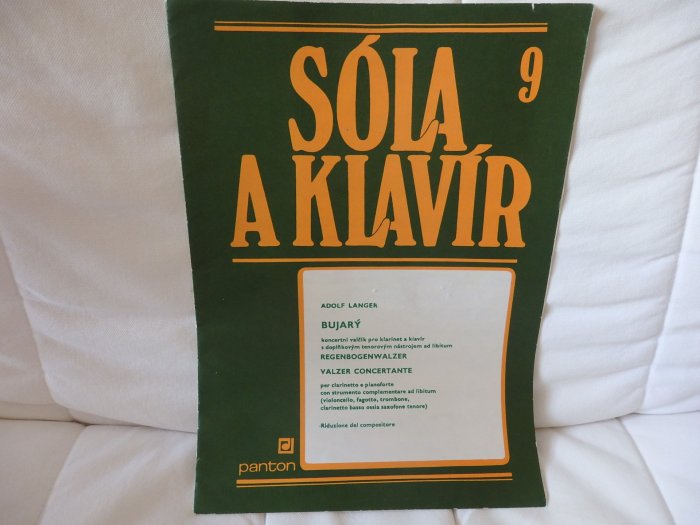 SÓLA 9
A KLAVÍR
ADOLF LANGER
BUJARÝ
koncertní valčík pro klarinet a klavír
s doplňkovým tenorovým nástrojem ad libitum
REGENBOGENWALZER
VALZER CONCERTANTE
per clarinetto e pianoforte
con strumento complementare ad libitum
(violoncello, fagotto, trombone,
clarinetto basso ossia saxofone tenore)
Riduzione del compositore
panton